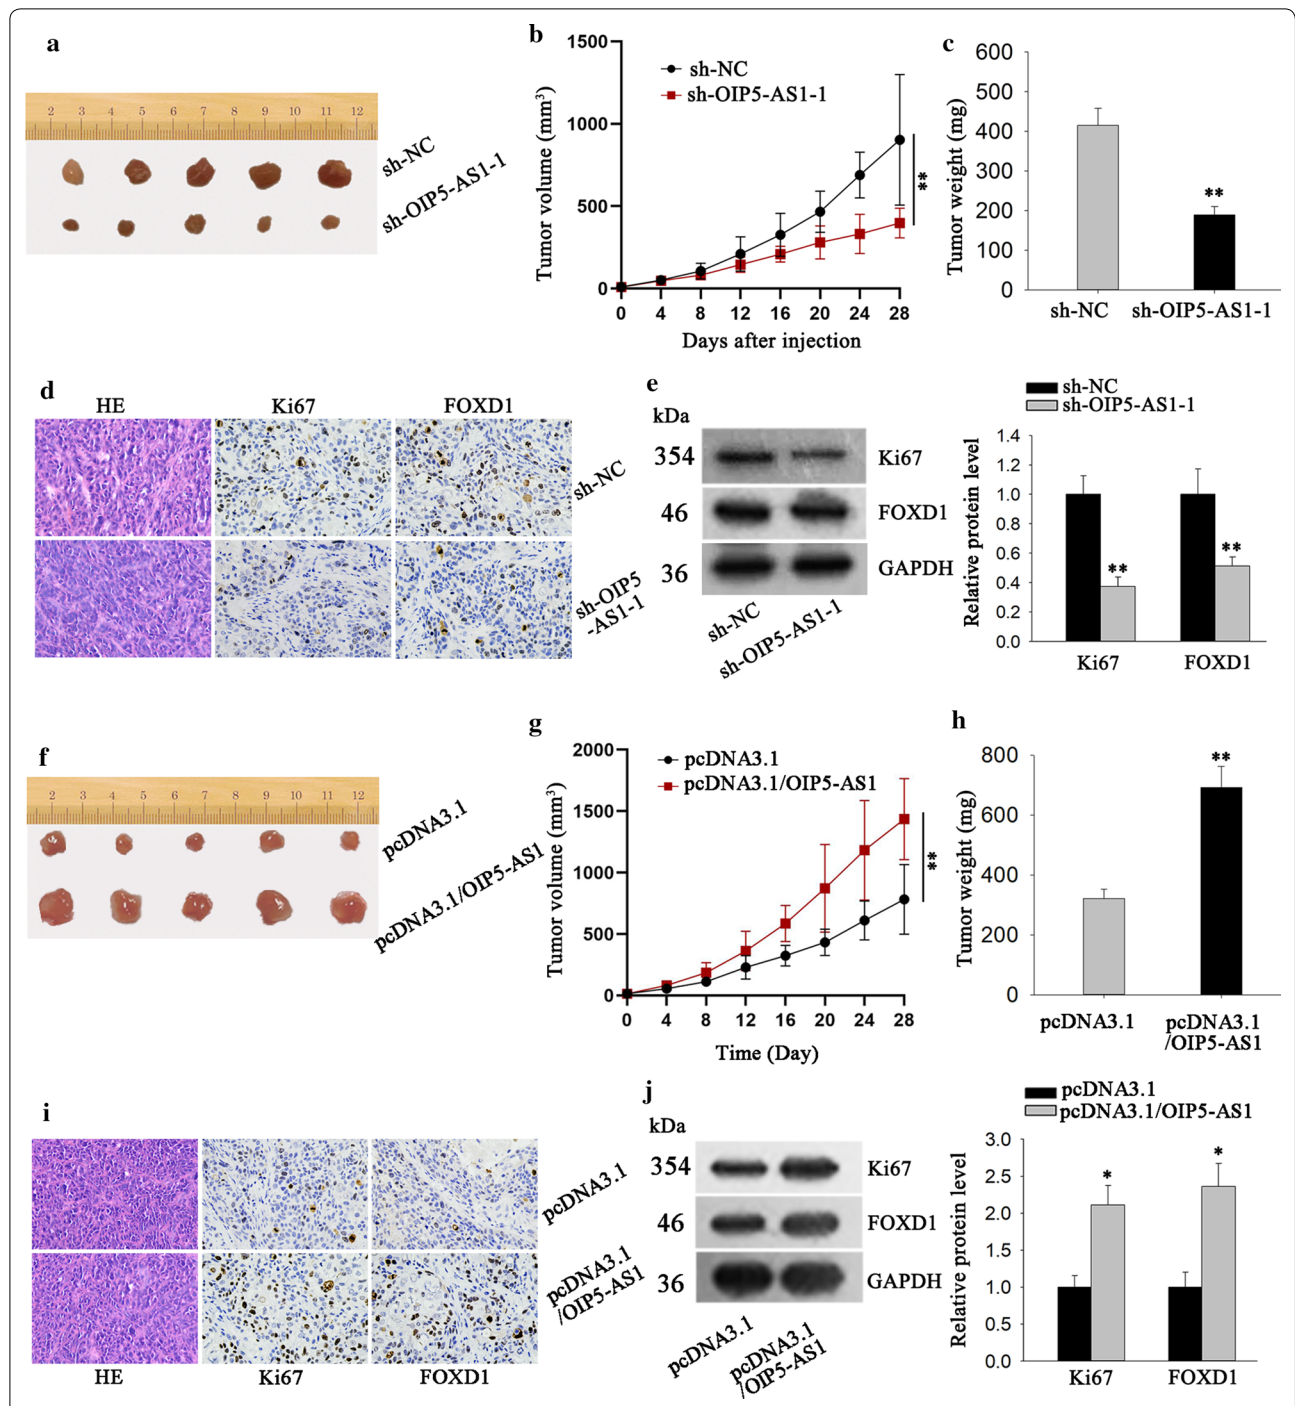 a
2 3 4 5 6 7 8 9 10 11 12
sh-NC
sh-OIP5-AS1-1
b
sh-NC
sh-OIP5-AS1-1
Tumor volume (mm³)
1500
1000
500
0
0 4 8 12 16 20 24 28
Days after injection
**
c
Tumor weight (mg)
600
500
400
300
200
100
0
**
sh-NC sh-OIP5-AS1-1
d
HE Ki67 FOXD1
sh-NC
sh-OIP5
-AS1-1
e
kDa
354 Ki67
46 FOXD1
36 GAPDH
sh-NC
sh-OIP5-AS1-1
sh-NC
sh-OIP5-AS1-1
Relative protein level
1.4
1.2
1.0
0.8
0.6
0.4
0.2
0.0
** **
Ki67 FOXD1
f
2 3 4 5 6 7 8 9 10 11 12
pcDNA3.1
pcDNA3.1/OIP5-AS1
g
pcDNA3.1
pcDNA3.1/OIP5-AS1
Tumor volume (mm³)
2000
1500
1000
500
0
0 4 8 12 16 20 24 28
Time (Day)
**
h
Tumor weight (mg)
800
600
400
200
0
**
pcDNA3.1 pcDNA3.1
/OIP5-AS1
i
pcDNA3.1
pcDNA3.1
/OIP5-AS1
HE Ki67 FOXD1
j
kDa
354 Ki67
46 FOXD1
36 GAPDH
pcDNA3.1
pcDNA3.1
/OIP5-AS1
pcDNA3.1
pcDNA3.1/OIP5-AS1
Relative protein level
3.0
2.5
2.0
1.5
1.0
0.5
0.0
* *
Ki67 FOXD1